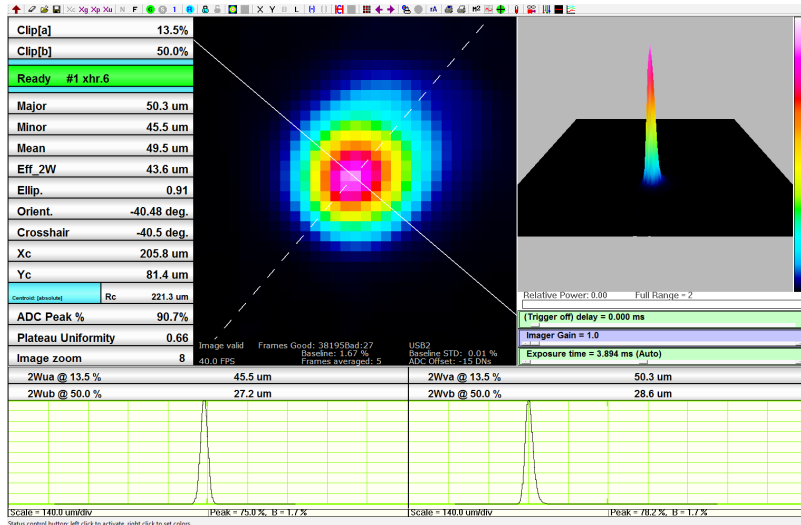 Xc Xg Xp Xu N F G S 1 R X Y B L rA M²
Clip[a] 13.5%
Clip[b] 50.0%
Ready #1 xhr.6
Major 50.3 um
Minor 45.5 um
Mean 49.5 um
Eff_2W 43.6 um
Ellip. 0.91
Orient. -40.48 deg.
Crosshair -40.5 deg.
Xc 205.8 um
Yc 81.4 um
Centroid: [absolute] Rc 221.3 um
ADC Peak % 90.7%
Plateau Uniformity 0.66
Image zoom 8
Image valid Frames Good: 38195Bad:27 USB2
Baseline: 1.67 % Baseline STD: 0.01 %
40.0 FPS Frames averaged: 5 ADC Offset: -15 DNs
Relative Power: 0.00 Full Range = 2
(Trigger off) delay = 0.000 ms
Imager Gain = 1.0
Exposure time = 3.894 ms (Auto)
2Wua @ 13.5 % 45.5 um 2Wva @ 13.5 % 50.3 um
2Wub @ 50.0 % 27.2 um 2Wvb @ 50.0 % 28.6 um
Scale = 140.0 um/div Peak = 75.0 %, B = 1.7 % Scale = 140.0 um/div Peak = 78.2 %, B = 1.7 %
Status control button: left click to activate, right click to set colors.